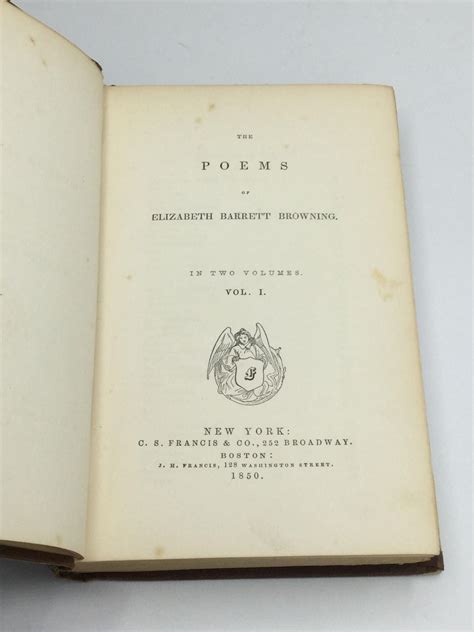 THE
POEMS
OF
ELIZABETH BARRETT BROWNING.
IN TWO VOLUMES.
VOL. I.
F
NEW YORK:
C. S. FRANCIS & CO., 252 BROADWAY.
BOSTON:
J. H. FRANCIS, 128 WASHINGTON STREET.
1850.